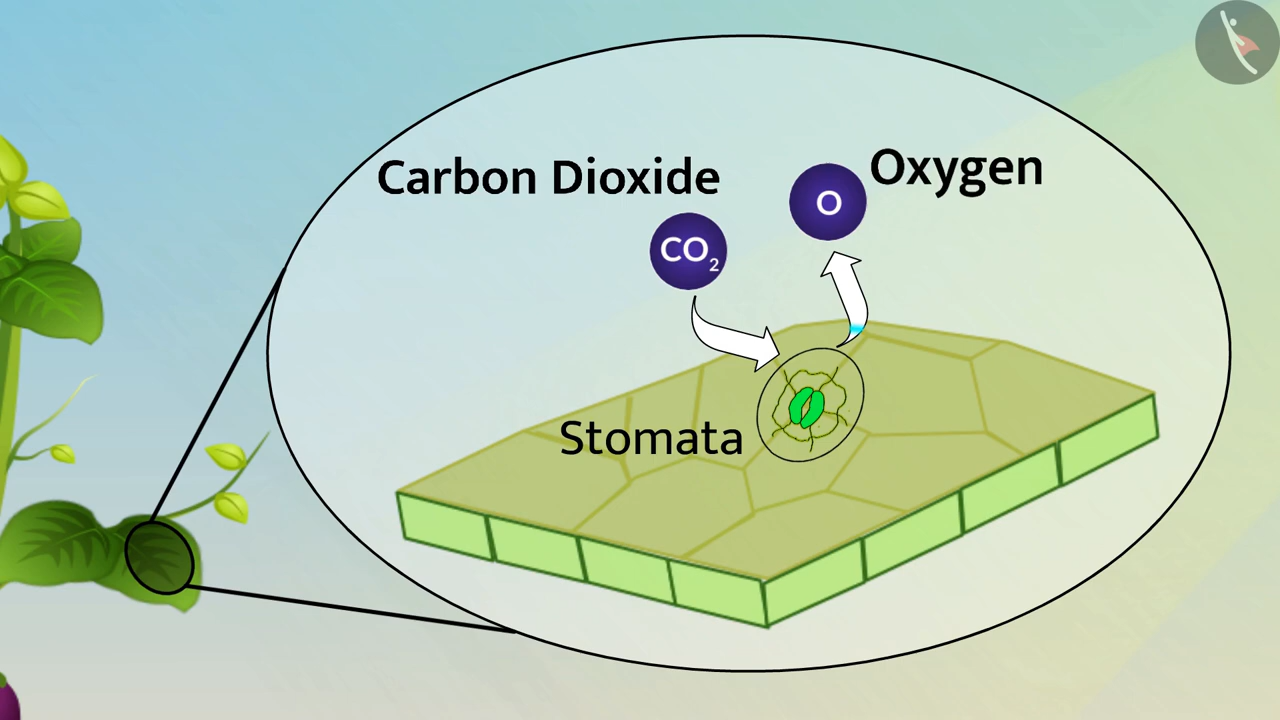 Carbon Dioxide
Oxygen
CO₂
O
Stomata